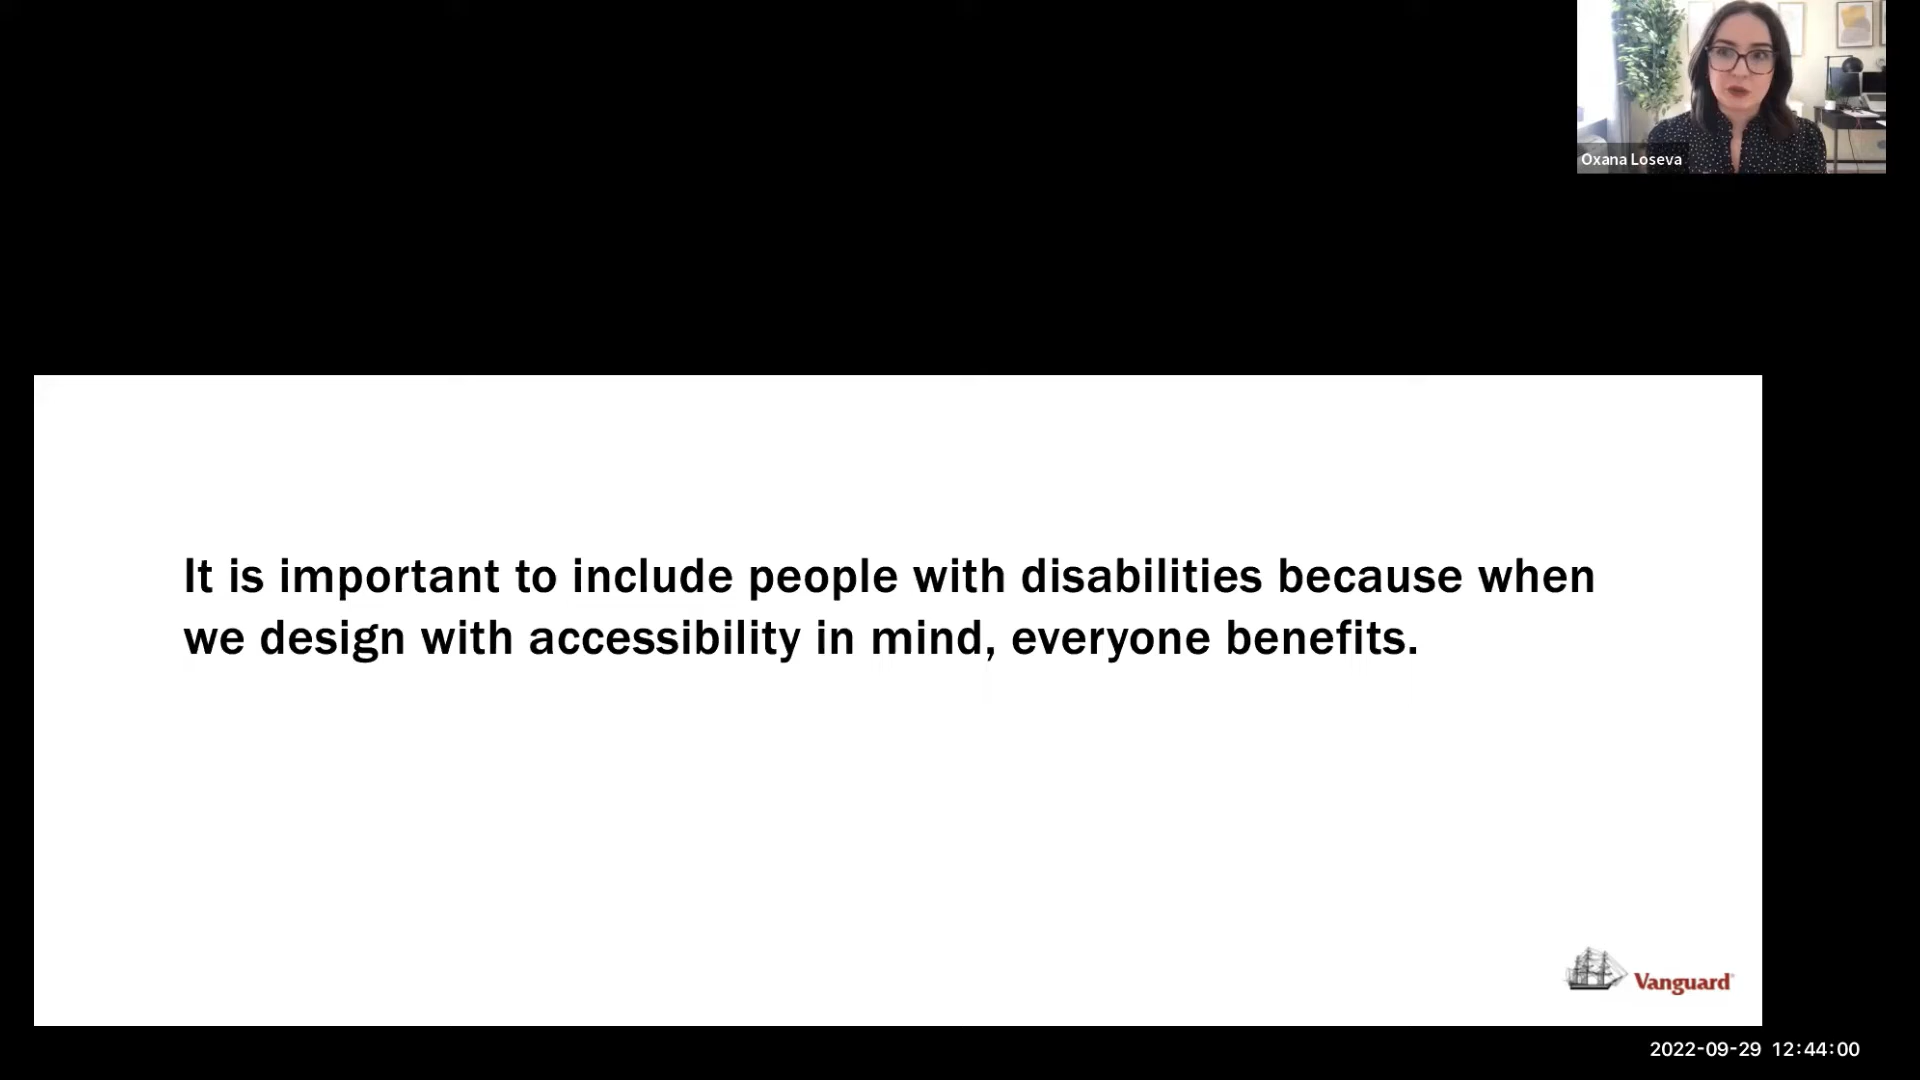 Oxana Loseva
It is important to include people with disabilities because when
we design with accessibility in mind, everyone benefits.
Vanguard
2022-09-29 12:44:00